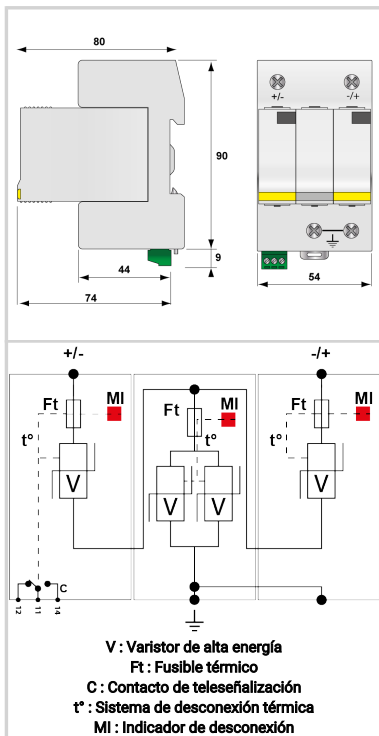 80
+/-
-/+
90
9
44
74
54
+/-
-/+
Ft
MI
Ft
MI
Ft
MI
t°
t°
t°
V
V
V
V
C
12
11
14
V : Varistor de alta energía
Ft : Fusible térmico
C : Contacto de teleseñalización
t° : Sistema de desconexión térmica
MI : Indicador de desconexión